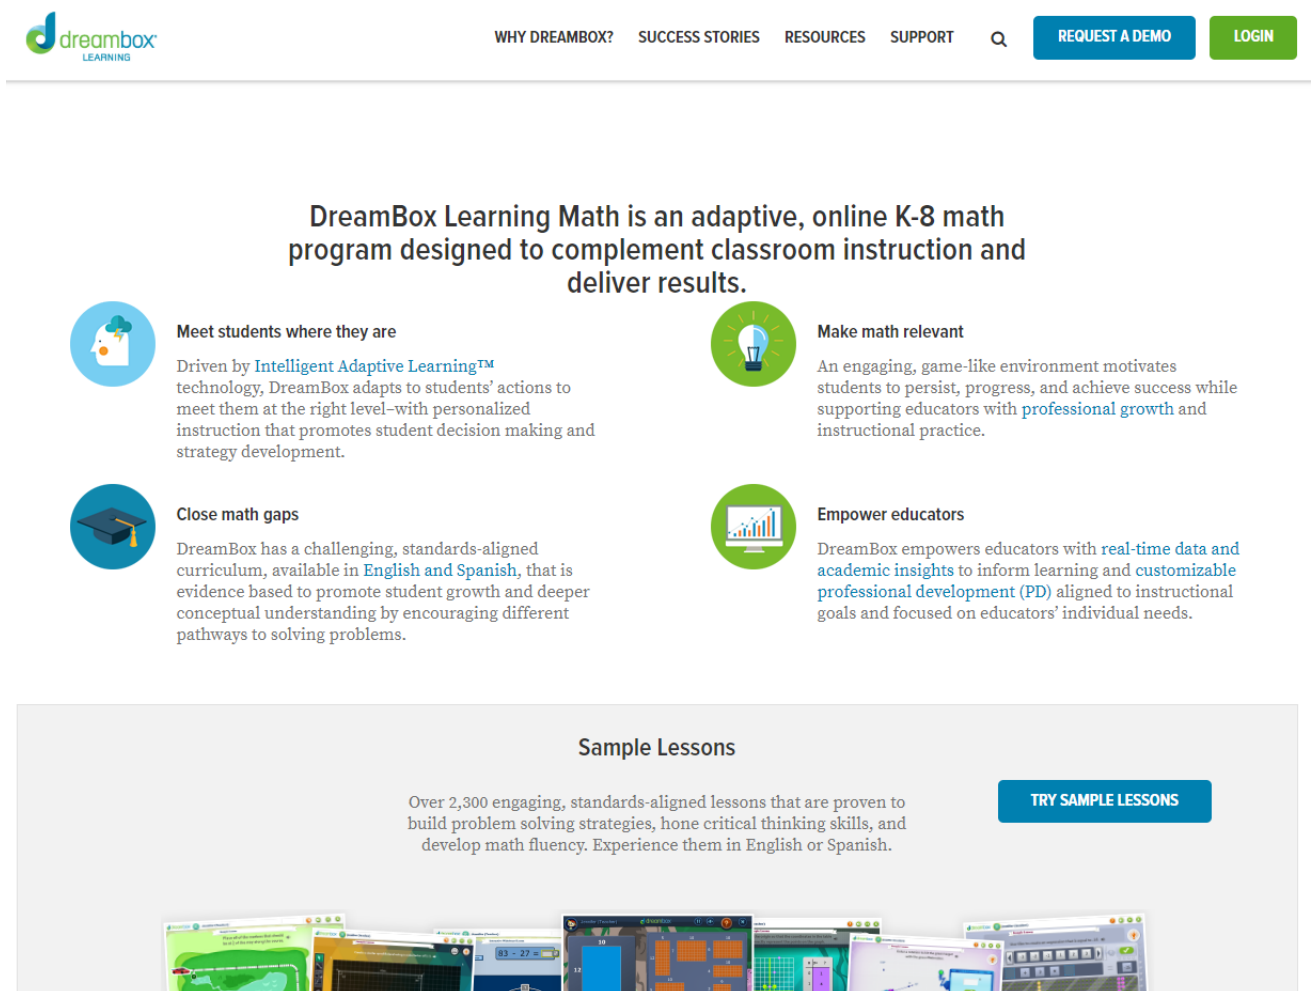 dreambox
LEARNING
WHY DREAMBOX?
SUCCESS STORIES
RESOURCES
SUPPORT
REQUEST A DEMO
LOGIN
DreamBox Learning Math is an adaptive, online K-8 math
program designed to complement classroom instruction and
deliver results.
Meet students where they are
Driven by Intelligent Adaptive Learning™
technology, DreamBox adapts to students’ actions to
meet them at the right level–with personalized
instruction that promotes student decision making and
strategy development.
Make math relevant
An engaging, game-like environment motivates
students to persist, progress, and achieve success while
supporting educators with professional growth and
instructional practice.
Close math gaps
DreamBox has a challenging, standards-aligned
curriculum, available in English and Spanish, that is
evidence based to promote student growth and deeper
conceptual understanding by encouraging different
pathways to solving problems.
Empower educators
DreamBox empowers educators with real-time data and
academic insights to inform learning and customizable
professional development (PD) aligned to instructional
goals and focused on educators’ individual needs.
Sample Lessons
Over 2,300 engaging, standards-aligned lessons that are proven to
build problem solving strategies, hone critical thinking skills, and
develop math fluency. Experience them in English or Spanish.
TRY SAMPLE LESSONS
dreambox
83 - 27 =
10
12